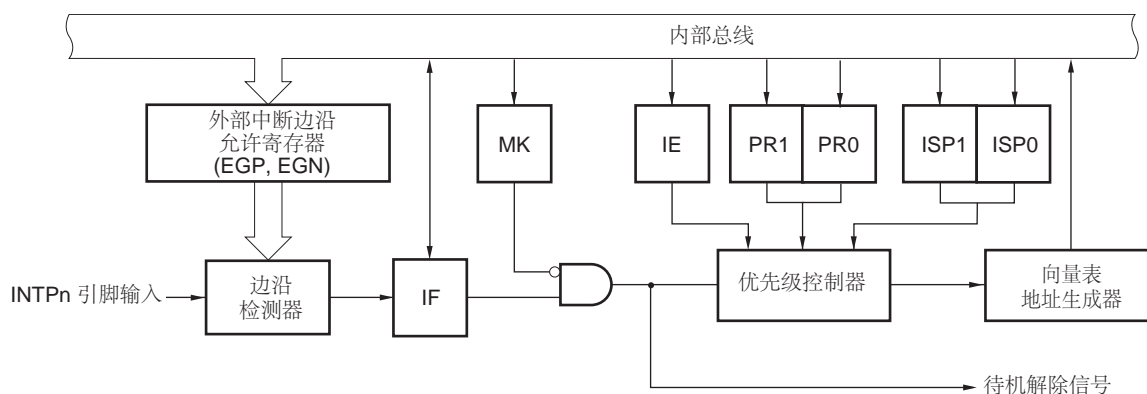 内部总线
外部中断边沿
允许寄存器
(EGP, EGN)
MK
IE
PR1
PR0
ISP1
ISP0
INTPn 引脚输入
边沿
检测器
IF
优先级控制器
向量表
地址生成器
待机解除信号